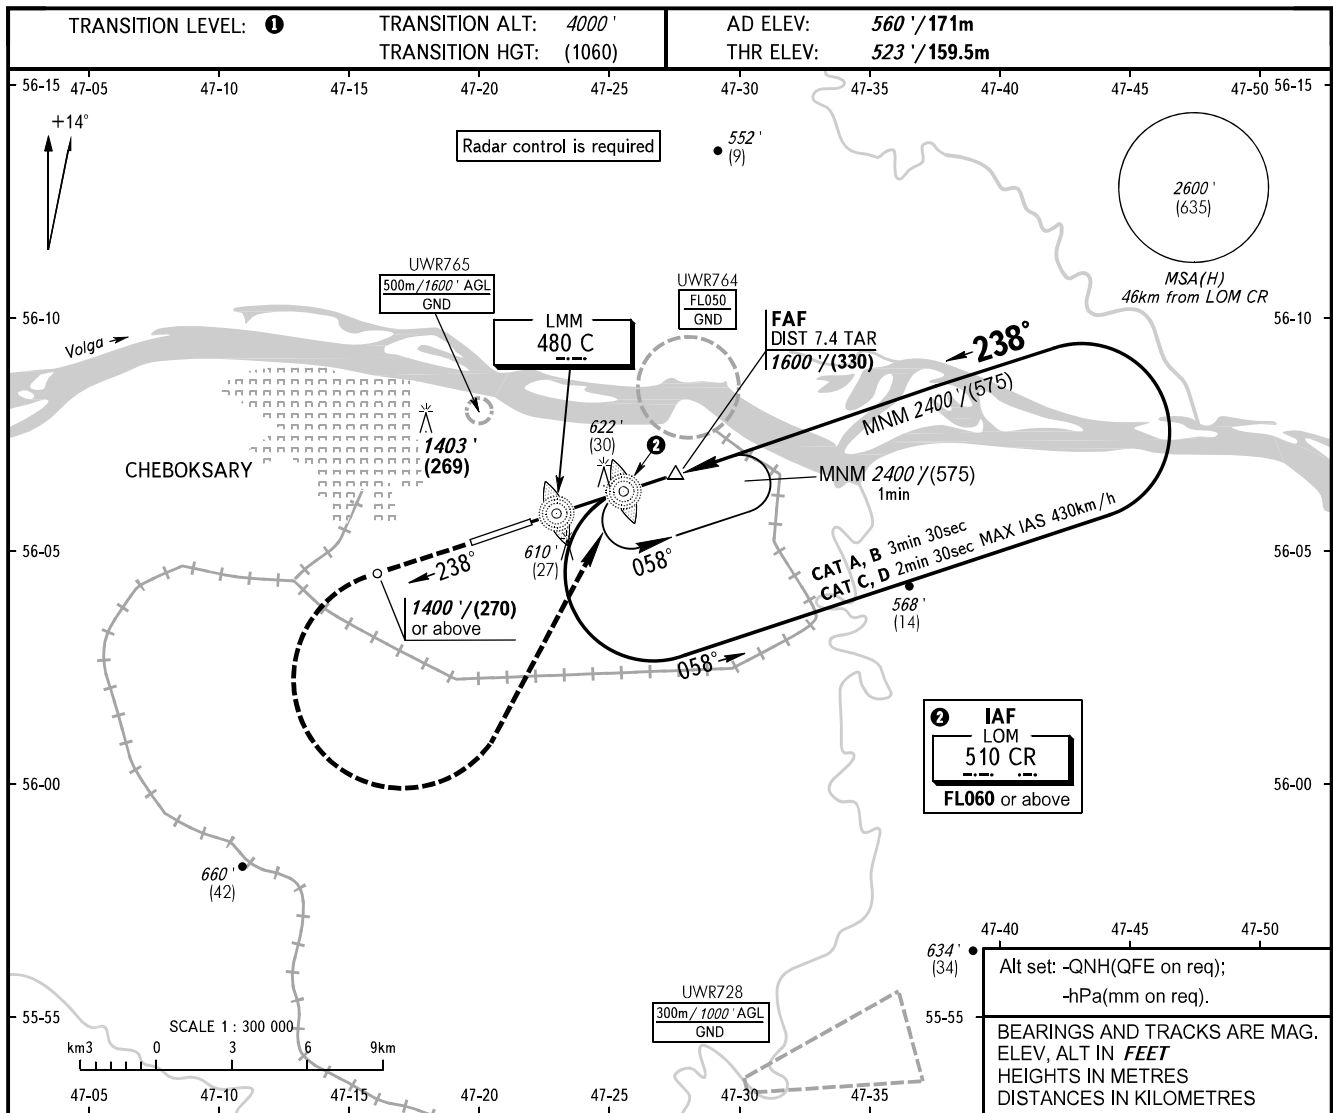 TRANSITION LEVEL: ❶
TRANSITION ALT: 4000 '
TRANSITION HGT: (1060)
AD ELEV: 560 '/171m
THR ELEV: 523 '/159.5m
56-15 47-05 47-10 47-15 47-20 47-25 47-30 47-35 47-40 47-45 47-50 56-15
+14°
Radar control is required
552 '
(9)
2600 '
(635)
MSA(H)
46km from LOM CR
UWR765
500m/1600 ' AGL
GND
UWR764
FL050
GND
56-10
56-10
LMM
480 C
FAF
DIST 7.4 TAR
1600 '/(330)
238°
MNM 2400 '/(575)
Volga
1403 '
(269)
CHEBOKSARY
622 '
(30)
❷
MNM 2400 '/(575)
1min
56-05
56-05
610 '
(27)
058°
238°
CAT A, B 3min 30sec
CAT C, D 2min 30sec MAX IAS 430km/h
1400 '/(270)
or above
568 '
(14)
058°
❷ IAF
LOM
510 CR
FL060 or above
56-00
56-00
660 '
(42)
47-40 47-45 47-50
634 '
(34)
Alt set: -QNH(QFE on req);
-hPa(mm on req).
UWR728
300m/1000 ' AGL
GND
55-55
55-55
SCALE 1 : 300 000
km3 0 3 6 9km
BEARINGS AND TRACKS ARE MAG.
ELEV, ALT IN FEET
HEIGHTS IN METRES
DISTANCES IN KILOMETRES
47-05 47-10 47-15 47-20 47-25 47-30 47-35